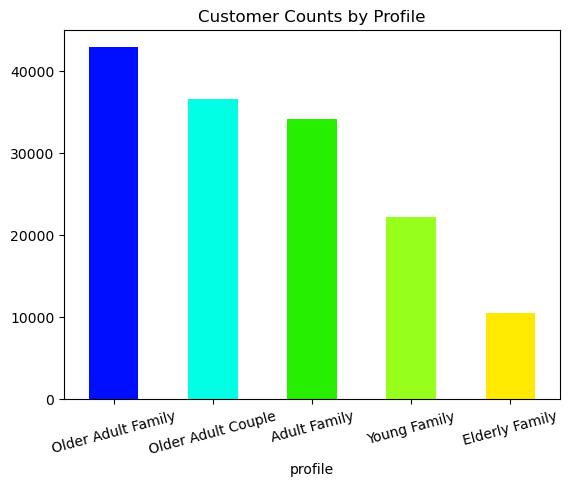 Customer Counts by Profile
40000
30000
20000
10000
0
Older Adult Family
Older Adult Couple
Adult Family
Young Family
Elderly Family
profile